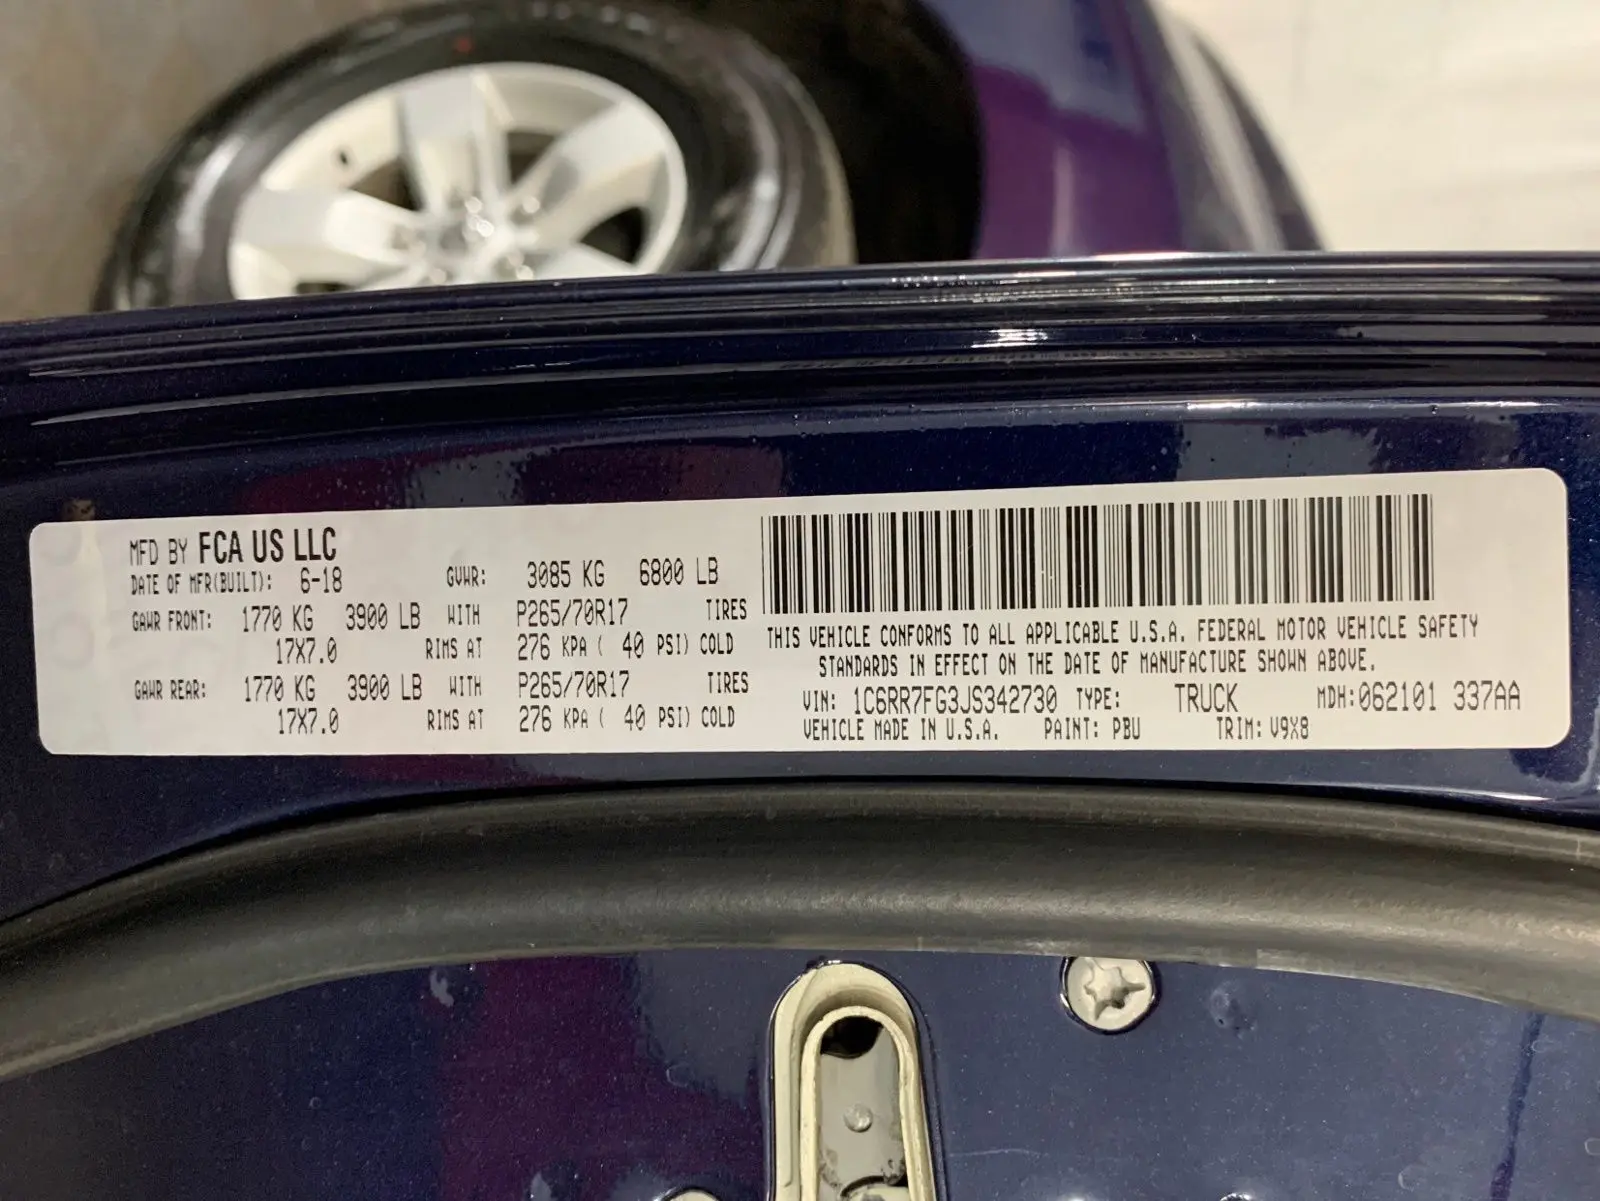 MFD BY FCA US LLC
DATE OF MFR(BUILT): 6-18 GVWR: 3085 KG 6800 LB
GAWR FRONT: 1770 KG 3900 LB WITH P265/70R17 TIRES
17X7.0 RIMS AT 276 KPA ( 40 PSI) COLD
GAWR REAR: 1770 KG 3900 LB WITH P265/70R17 TIRES
17X7.0 RIMS AT 276 KPA ( 40 PSI) COLD
THIS VEHICLE CONFORMS TO ALL APPLICABLE U.S.A. FEDERAL MOTOR VEHICLE SAFETY
STANDARDS IN EFFECT ON THE DATE OF MANUFACTURE SHOWN ABOVE.
VIN: 1C6RR7FG3JS342730 TYPE: TRUCK MDH:062101 337AA
VEHICLE MADE IN U.S.A. PAINT: PBU TRIM: V9X8